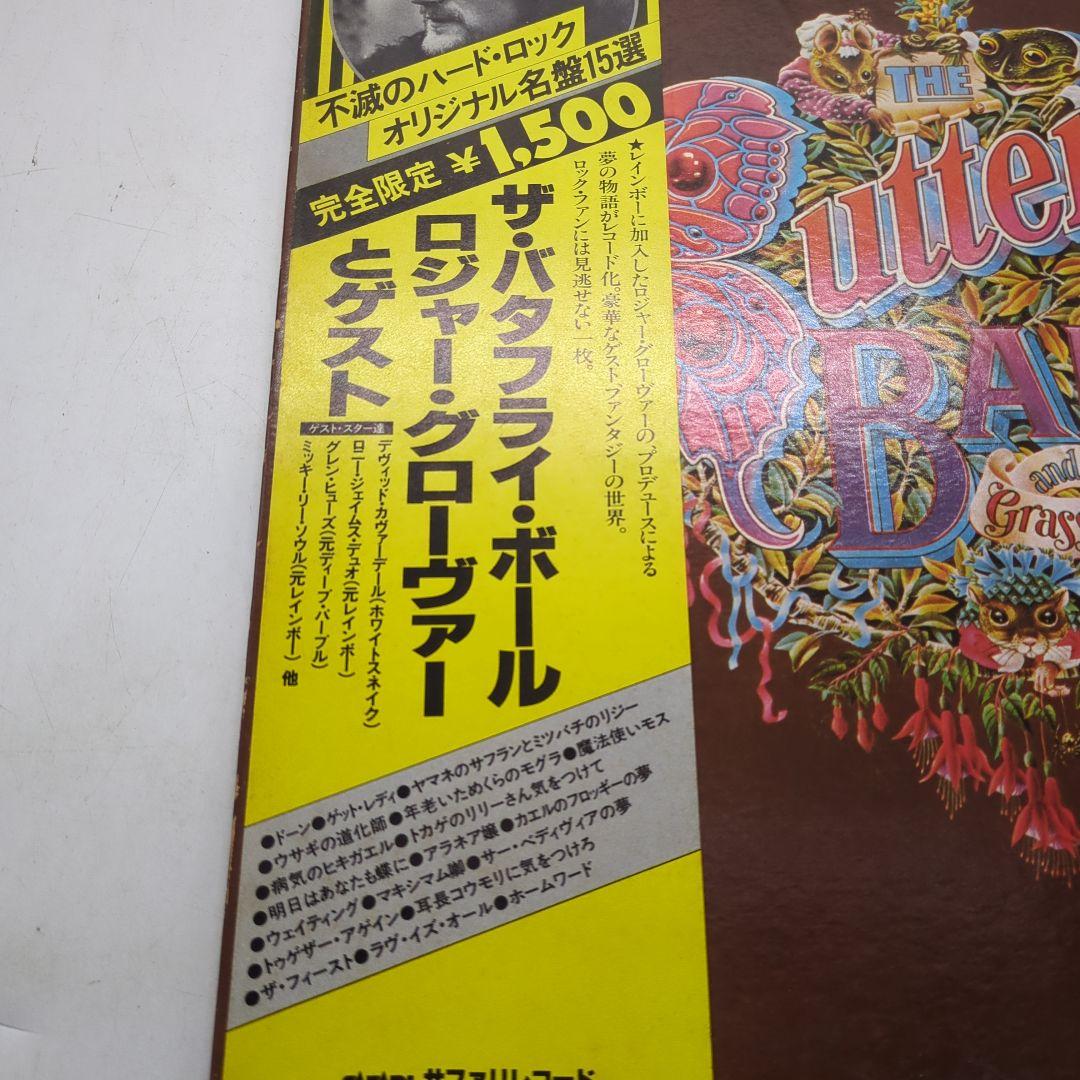 不滅のハード・ロック
オリジナル名盤15選
完全限定 ¥1,500
★レインボーに加入したロジャー・グローヴァーの、プロデュースによる
夢の物語がレコード化。豪華なゲスト、ファンタジーの世界。
ロック・ファンには見逃せない一枚。
ザ・バタフライ・ボール
ロジャー・グローヴァー
とゲスト
ゲスト・スター達
デヴィッド・カヴァーデール(ホワイトスネイク)
ロニー・ジェイムス・デュオ(元レインボー)
グレン・ヒューズ(元ディープ・パープル)
ミッキー・リー・ソウル(元レインボー) 他
●ドーン●ゲット・レディ●ヤマネのサフランとミツバチのリジー
●ウサギの道化師●年老いためくらのモグラ●魔法使いモス
●病気のヒキガエル●トカゲのリリーさん気をつけて
●明日はあなたも蝶に●アラネア嬢●カエルのフロッギーの夢
●ウェイティング●マキシマム卿●サー・ベディヴィアの夢
●トゥゲザー・アゲイン●耳長コウモリに気をつけろ
●ザ・フィースト●ラヴ・イズ・オール●ホームワード
サファリ・レコード
THE
utter
BA
and
Grass